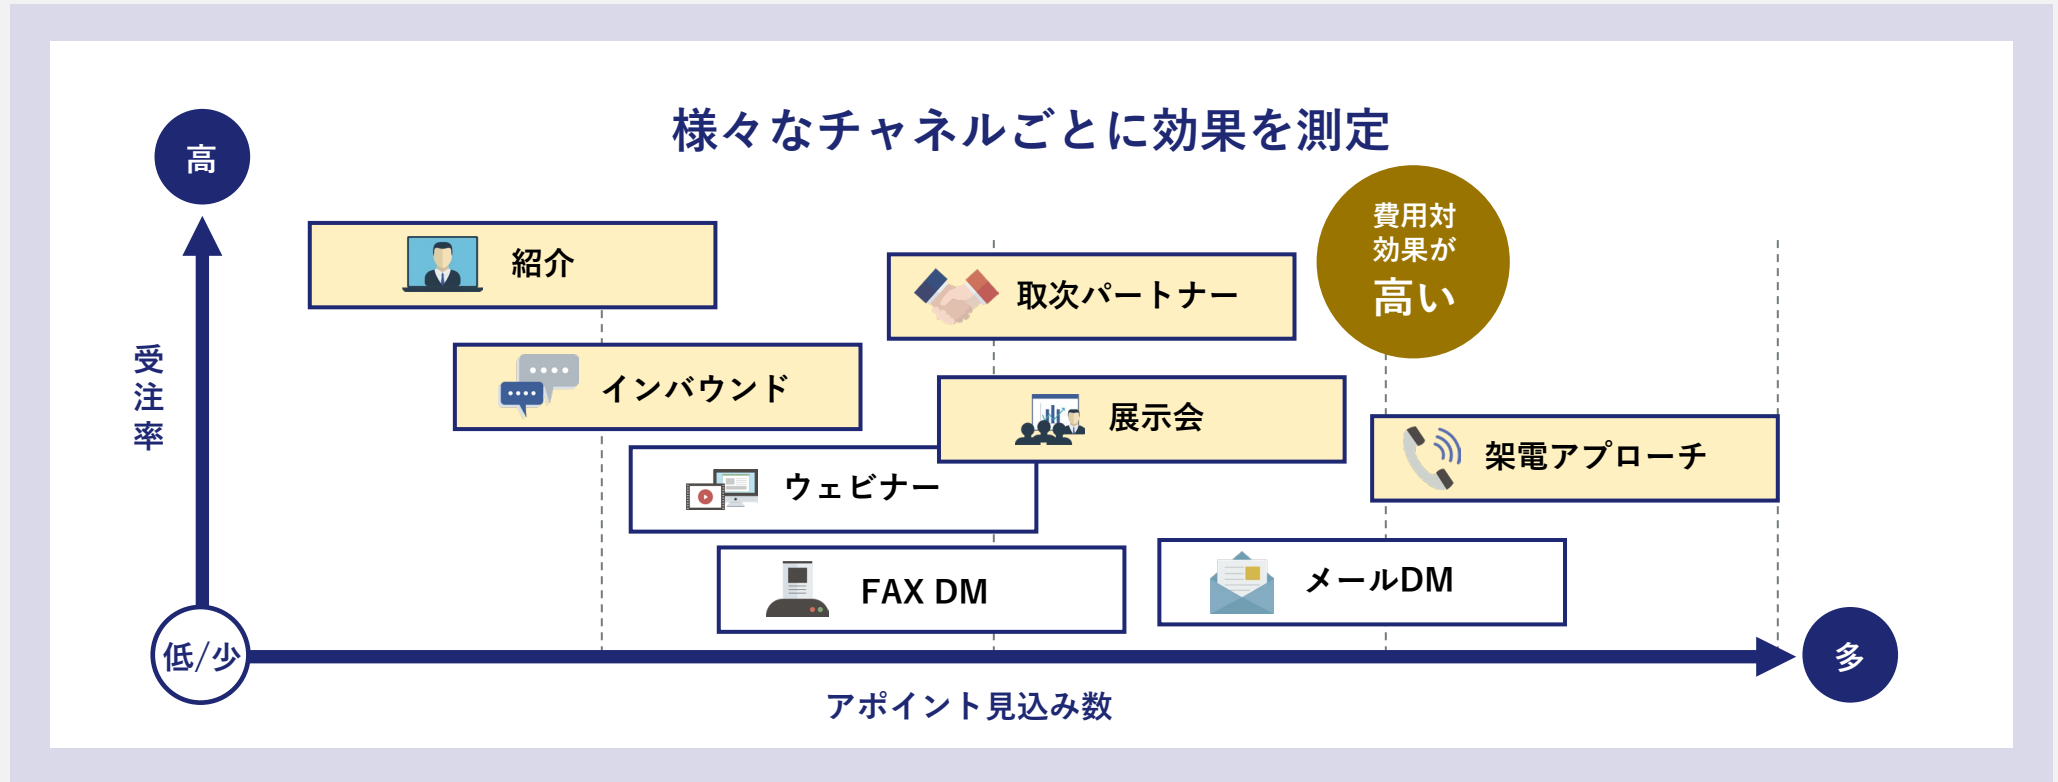 様々なチャネルごとに効果を測定
高
費用対
効果が
高い
紹介
取次パートナー
受注率
インバウンド
展示会
架電アプローチ
ウェビナー
FAX DM
メールDM
低/少
多
アポイント見込み数